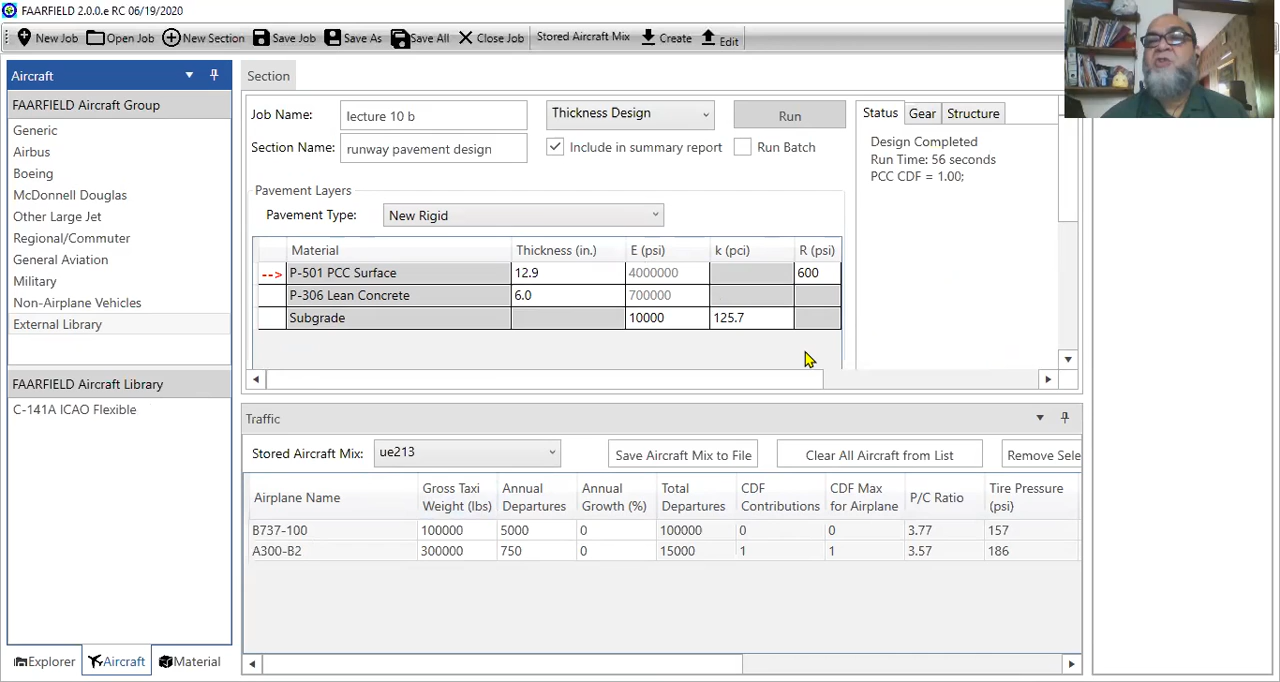 FAARFIELD 2.0.0.e RC 06/19/2020
New Job Open Job New Section Save Job Save As Save All Close Job Stored Aircraft Mix Create Edit
Aircraft
FAARFIELD Aircraft Group
Generic
Airbus
Boeing
McDonnell Douglas
Other Large Jet
Regional/Commuter
General Aviation
Military
Non-Airplane Vehicles
External Library
FAARFIELD Aircraft Library
C-141A ICAO Flexible
Explorer Aircraft Material
Section
Job Name: lecture 10 b Thickness Design Run
Section Name: runway pavement design Include in summary report Run Batch
Pavement Layers
Pavement Type: New Rigid
Material Thickness (in.) E (psi) k (pci) R (psi)
--> P-501 PCC Surface 12.9 4000000 600
P-306 Lean Concrete 6.0 700000
Subgrade 10000 125.7
Status Gear Structure
Design Completed
Run Time: 56 seconds
PCC CDF = 1.00;
Traffic
Stored Aircraft Mix: ue213 Save Aircraft Mix to File Clear All Aircraft from List Remove Sele
Airplane Name Gross Taxi Weight (lbs) Annual Departures Annual Growth (%) Total Departures CDF Contributions CDF Max for Airplane P/C Ratio Tire Pressure (psi)
B737-100 100000 5000 0 100000 0 0 3.77 157
A300-B2 300000 750 0 15000 1 1 3.57 186